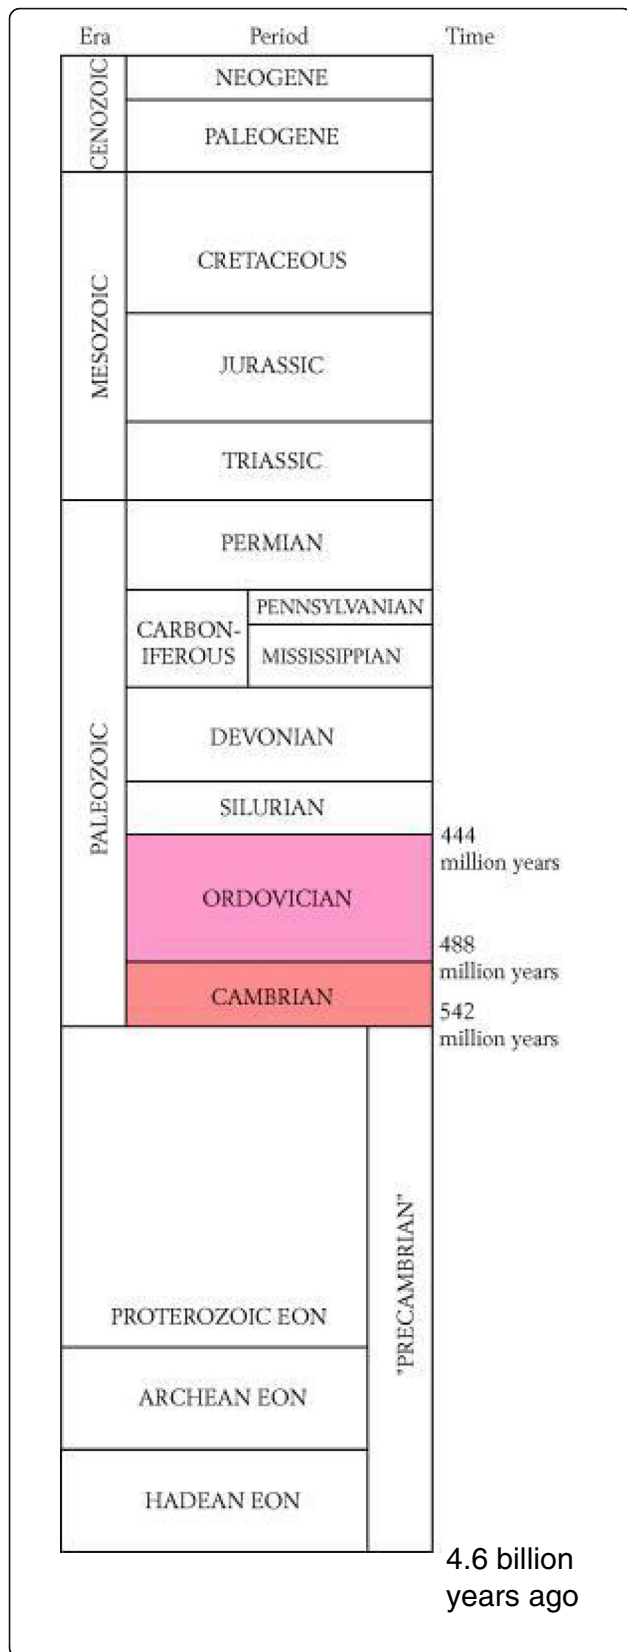 Era Period Time
CENOZOIC
NEOGENE
PALEOGENE
MESOZOIC
CRETACEOUS
JURASSIC
TRIASSIC
PALEOZOIC
PERMIAN
CARBON-
IFEROUS
PENNSYLVANIAN
MISSISSIPPIAN
DEVONIAN
SILURIAN
444
million years
ORDOVICIAN
488
million years
CAMBRIAN
542
million years
"PRECAMBRIAN"
PROTEROZOIC EON
ARCHEAN EON
HADEAN EON
4.6 billion
years ago